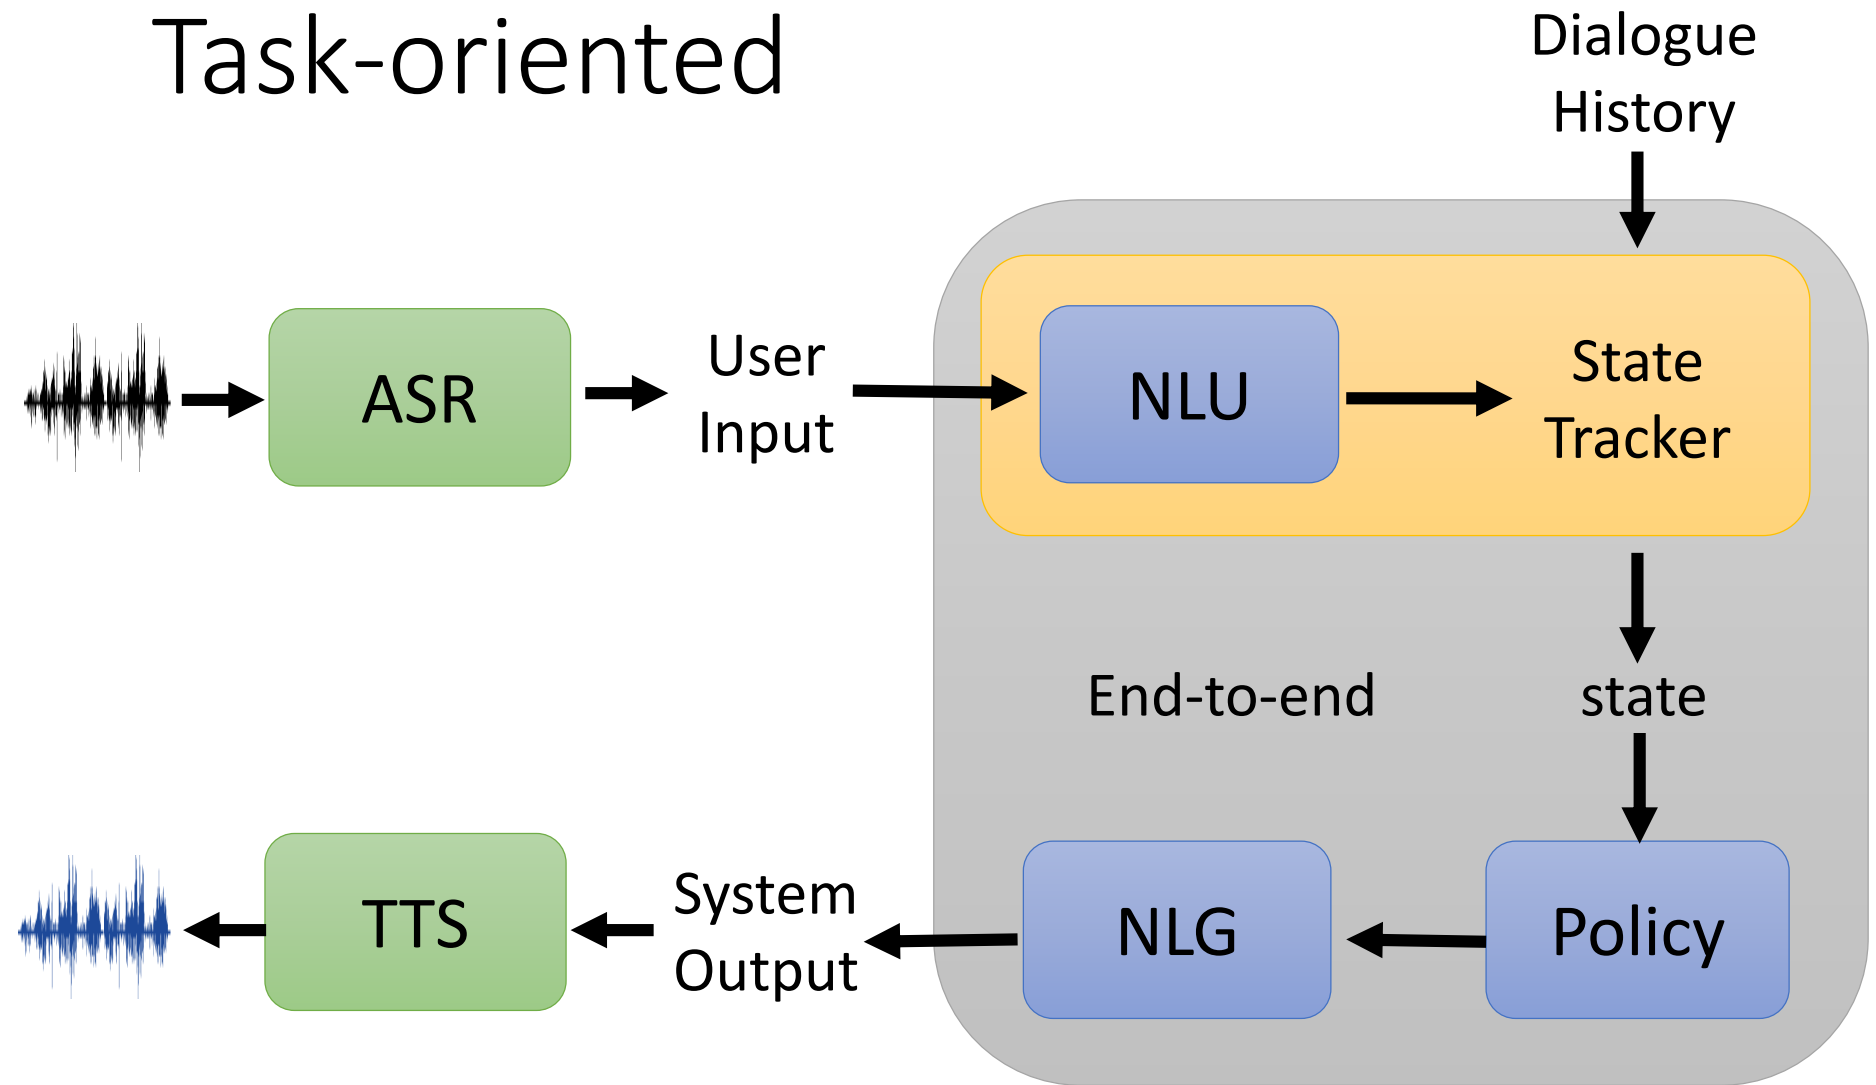 Task-oriented
Dialogue
History
ASR
User
Input
NLU
State
Tracker
End-to-end
state
TTS
System
Output
NLG
Policy